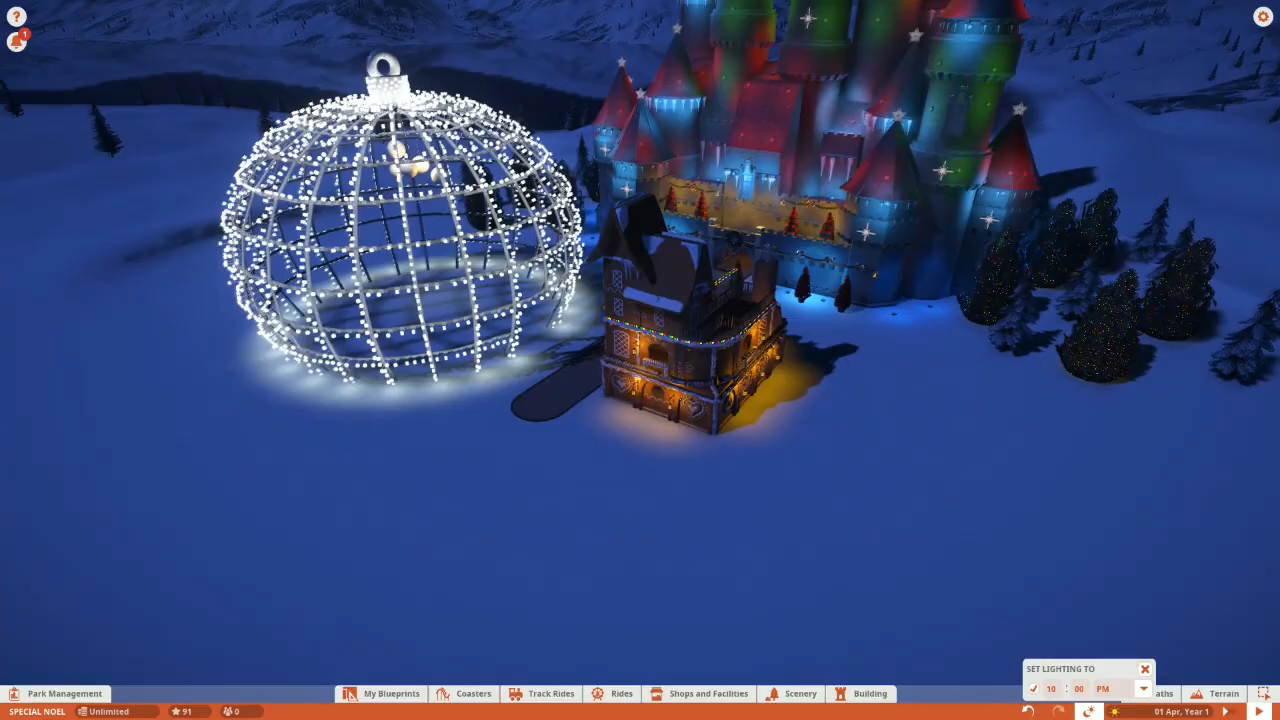 ?
1
SET LIGHTING TO
10 : 00 PM
Park Management
My Blueprints
Coasters
Track Rides
Rides
Shops and Facilities
Scenery
Building
aths
Terrain
SPECIAL NOEL
Unlimited
91
0
01 Apr, Year 1